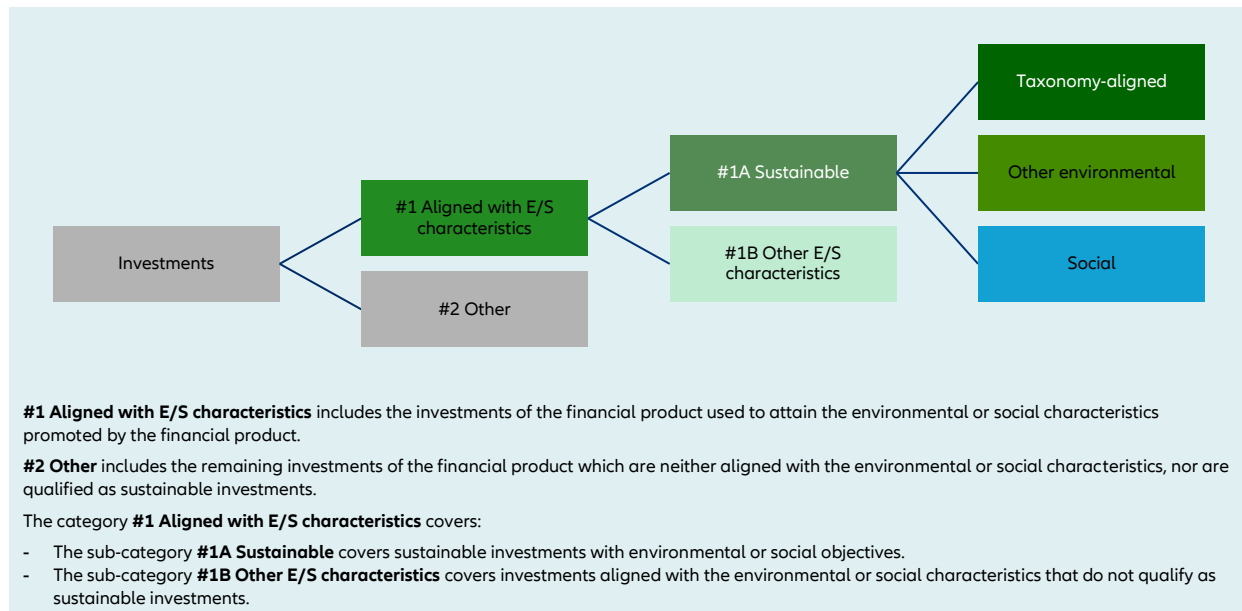 Taxonomy-aligned
#1A Sustainable
Other environmental
#1 Aligned with E/S
characteristics
Investments
#1B Other E/S
characteristics
Social
#2 Other
#1 Aligned with E/S characteristics includes the investments of the financial product used to attain the environmental or social characteristics
promoted by the financial product.
#2 Other includes the remaining investments of the financial product which are neither aligned with the environmental or social characteristics, nor are
qualified as sustainable investments.
The category #1 Aligned with E/S characteristics covers:
- The sub-category #1A Sustainable covers sustainable investments with environmental or social objectives.
- The sub-category #1B Other E/S characteristics covers investments aligned with the environmental or social characteristics that do not qualify as
sustainable investments.